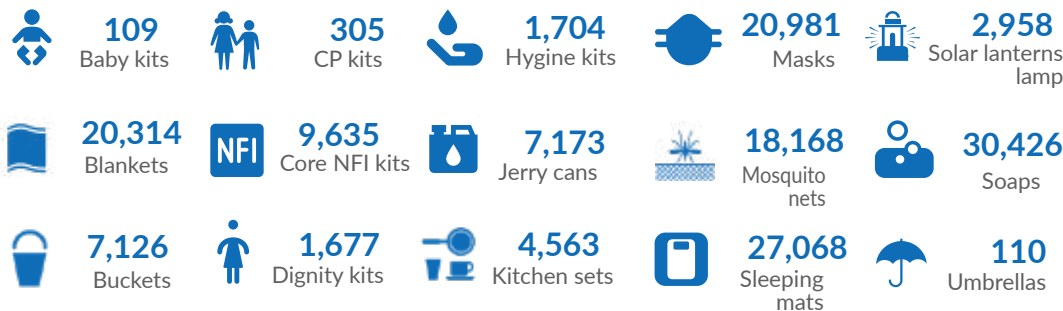 109
Baby kits
305
CP kits
1,704
Hygine kits
20,981
Masks
2,958
Solar lanterns
lamp
20,314
Blankets
NFI
9,635
Core NFI kits
7,173
Jerry cans
18,168
Mosquito
nets
30,426
Soaps
7,126
Buckets
1,677
Dignity kits
4,563
Kitchen sets
27,068
Sleeping
mats
110
Umbrellas